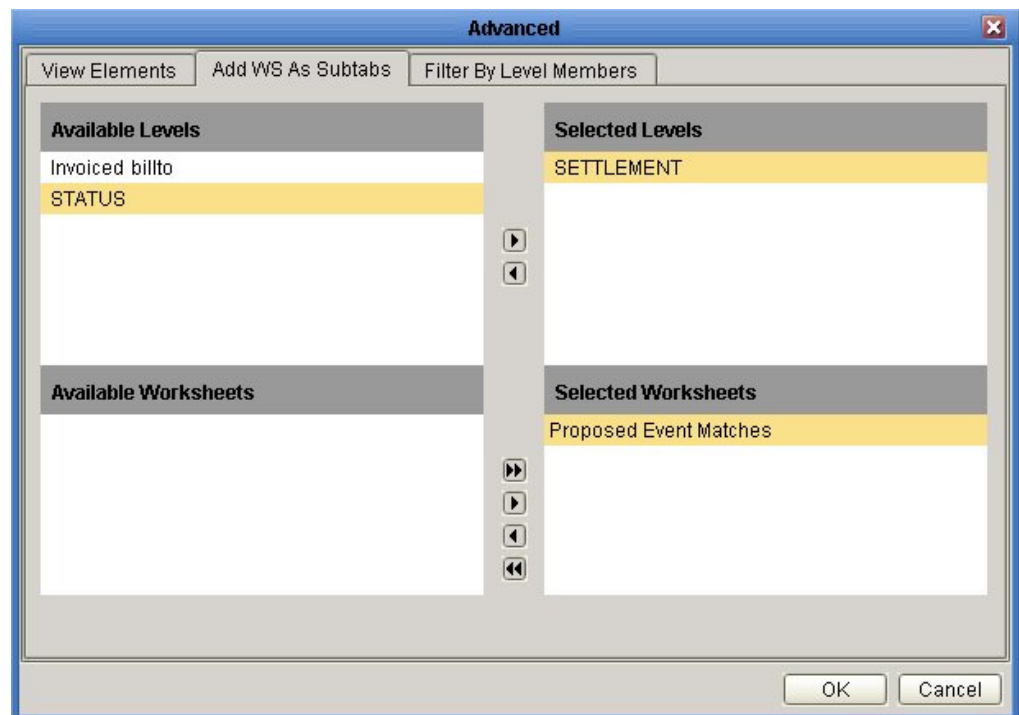 Advanced
View Elements
Add WS As Subtabs
Filter By Level Members
Available Levels
Invoiced billto
STATUS
Selected Levels
SETTLEMENT
Available Worksheets
Selected Worksheets
Proposed Event Matches
OK
Cancel